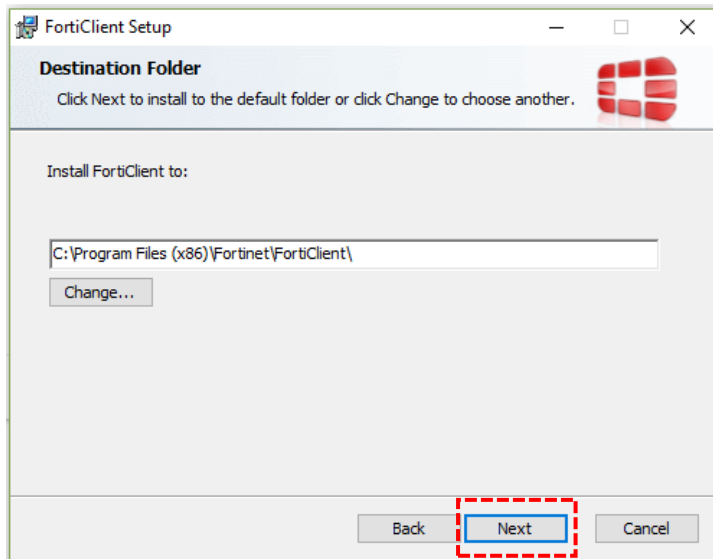 FortiClient Setup
Destination Folder
Click Next to install to the default folder or click Change to choose another.
Install FortiClient to:
C:\Program Files (x86)\Fortinet\FortiClient\
Change...
Back Next Cancel